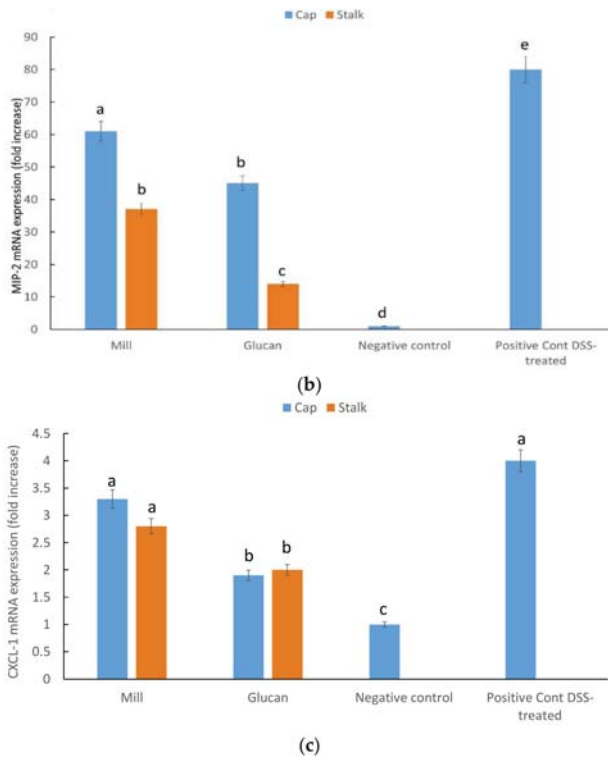 Cap Stalk
MIP-2 mRNA expression (fold increase)
90
80
70
60
50
40
30
20
10
0
a
b
b
c
d
e
Mill Glucan Negative control Positive Cont DSS-
treated
(b)
Cap Stalk
CXCL-1 mRNA expression (fold increase)
4.5
4
3.5
3
2.5
2
1.5
1
0.5
0
a
a
b
b
c
a
Mill Glucan Negative control Positive Cont DSS-
treated
(c)